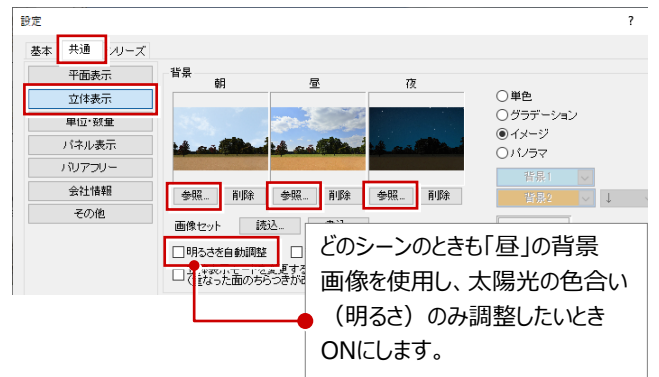 設定
?
基本 共通 シリーズ
平面表示
立体表示
単位・数量
パネル表示
バリアフリー
会社情報
その他
背景
朝 昼 夜
参照... 削除 参照... 削除 参照... 削除
画像セット 読込...
明るさを自動調整
単色
グラデーション
イメージ
パノラマ
背景1
背景2 ↓
どのシーンのときも「昼」の背景
画像を使用し、太陽光の色合い
（明るさ）のみ調整したいとき
ONにします。